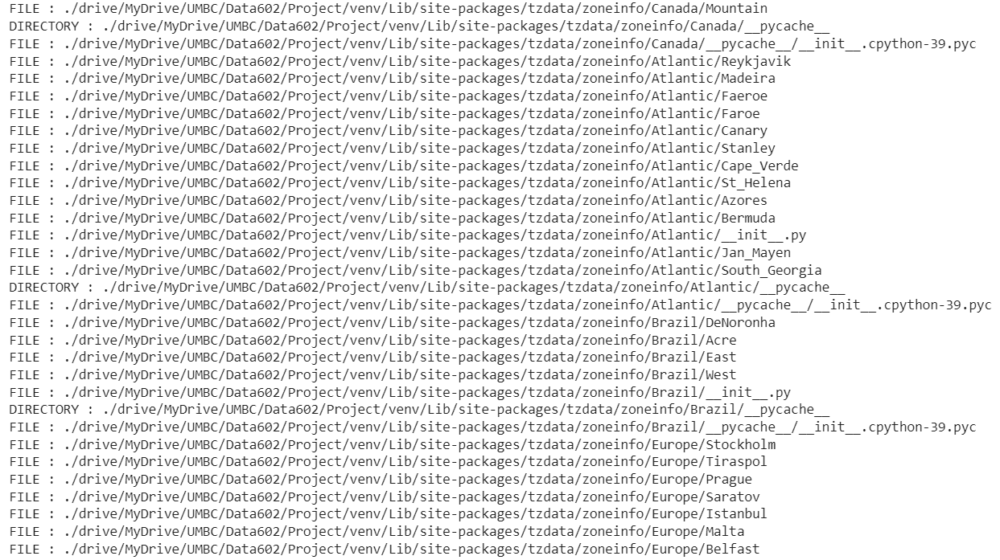 FILE : ./drive/MyDrive/UMBC/Data602/Project/venv/Lib/site-packages/tzdata/zoneinfo/Canada/Mountain
DIRECTORY : ./drive/MyDrive/UMBC/Data602/Project/venv/Lib/site-packages/tzdata/zoneinfo/Canada/__pycache__
FILE : ./drive/MyDrive/UMBC/Data602/Project/venv/Lib/site-packages/tzdata/zoneinfo/Canada/__pycache__/__init__.cpython-39.pyc
FILE : ./drive/MyDrive/UMBC/Data602/Project/venv/Lib/site-packages/tzdata/zoneinfo/Atlantic/Reykjavik
FILE : ./drive/MyDrive/UMBC/Data602/Project/venv/Lib/site-packages/tzdata/zoneinfo/Atlantic/Madeira
FILE : ./drive/MyDrive/UMBC/Data602/Project/venv/Lib/site-packages/tzdata/zoneinfo/Atlantic/Faeroe
FILE : ./drive/MyDrive/UMBC/Data602/Project/venv/Lib/site-packages/tzdata/zoneinfo/Atlantic/Faroe
FILE : ./drive/MyDrive/UMBC/Data602/Project/venv/Lib/site-packages/tzdata/zoneinfo/Atlantic/Canary
FILE : ./drive/MyDrive/UMBC/Data602/Project/venv/Lib/site-packages/tzdata/zoneinfo/Atlantic/Stanley
FILE : ./drive/MyDrive/UMBC/Data602/Project/venv/Lib/site-packages/tzdata/zoneinfo/Atlantic/Cape_Verde
FILE : ./drive/MyDrive/UMBC/Data602/Project/venv/Lib/site-packages/tzdata/zoneinfo/Atlantic/St_Helena
FILE : ./drive/MyDrive/UMBC/Data602/Project/venv/Lib/site-packages/tzdata/zoneinfo/Atlantic/Azores
FILE : ./drive/MyDrive/UMBC/Data602/Project/venv/Lib/site-packages/tzdata/zoneinfo/Atlantic/Bermuda
FILE : ./drive/MyDrive/UMBC/Data602/Project/venv/Lib/site-packages/tzdata/zoneinfo/Atlantic/__init__.py
FILE : ./drive/MyDrive/UMBC/Data602/Project/venv/Lib/site-packages/tzdata/zoneinfo/Atlantic/Jan_Mayen
FILE : ./drive/MyDrive/UMBC/Data602/Project/venv/Lib/site-packages/tzdata/zoneinfo/Atlantic/South_Georgia
DIRECTORY : ./drive/MyDrive/UMBC/Data602/Project/venv/Lib/site-packages/tzdata/zoneinfo/Atlantic/__pycache__
FILE : ./drive/MyDrive/UMBC/Data602/Project/venv/Lib/site-packages/tzdata/zoneinfo/Atlantic/__pycache__/__init__.cpython-39.pyc
FILE : ./drive/MyDrive/UMBC/Data602/Project/venv/Lib/site-packages/tzdata/zoneinfo/Brazil/DeNoronha
FILE : ./drive/MyDrive/UMBC/Data602/Project/venv/Lib/site-packages/tzdata/zoneinfo/Brazil/Acre
FILE : ./drive/MyDrive/UMBC/Data602/Project/venv/Lib/site-packages/tzdata/zoneinfo/Brazil/East
FILE : ./drive/MyDrive/UMBC/Data602/Project/venv/Lib/site-packages/tzdata/zoneinfo/Brazil/West
FILE : ./drive/MyDrive/UMBC/Data602/Project/venv/Lib/site-packages/tzdata/zoneinfo/Brazil/__init__.py
DIRECTORY : ./drive/MyDrive/UMBC/Data602/Project/venv/Lib/site-packages/tzdata/zoneinfo/Brazil/__pycache__
FILE : ./drive/MyDrive/UMBC/Data602/Project/venv/Lib/site-packages/tzdata/zoneinfo/Brazil/__pycache__/__init__.cpython-39.pyc
FILE : ./drive/MyDrive/UMBC/Data602/Project/venv/Lib/site-packages/tzdata/zoneinfo/Europe/Stockholm
FILE : ./drive/MyDrive/UMBC/Data602/Project/venv/Lib/site-packages/tzdata/zoneinfo/Europe/Tiraspol
FILE : ./drive/MyDrive/UMBC/Data602/Project/venv/Lib/site-packages/tzdata/zoneinfo/Europe/Prague
FILE : ./drive/MyDrive/UMBC/Data602/Project/venv/Lib/site-packages/tzdata/zoneinfo/Europe/Saratov
FILE : ./drive/MyDrive/UMBC/Data602/Project/venv/Lib/site-packages/tzdata/zoneinfo/Europe/Istanbul
FILE : ./drive/MyDrive/UMBC/Data602/Project/venv/Lib/site-packages/tzdata/zoneinfo/Europe/Malta
FILE : ./drive/MyDrive/UMBC/Data602/Project/venv/Lib/site-packages/tzdata/zoneinfo/Europe/Belfast